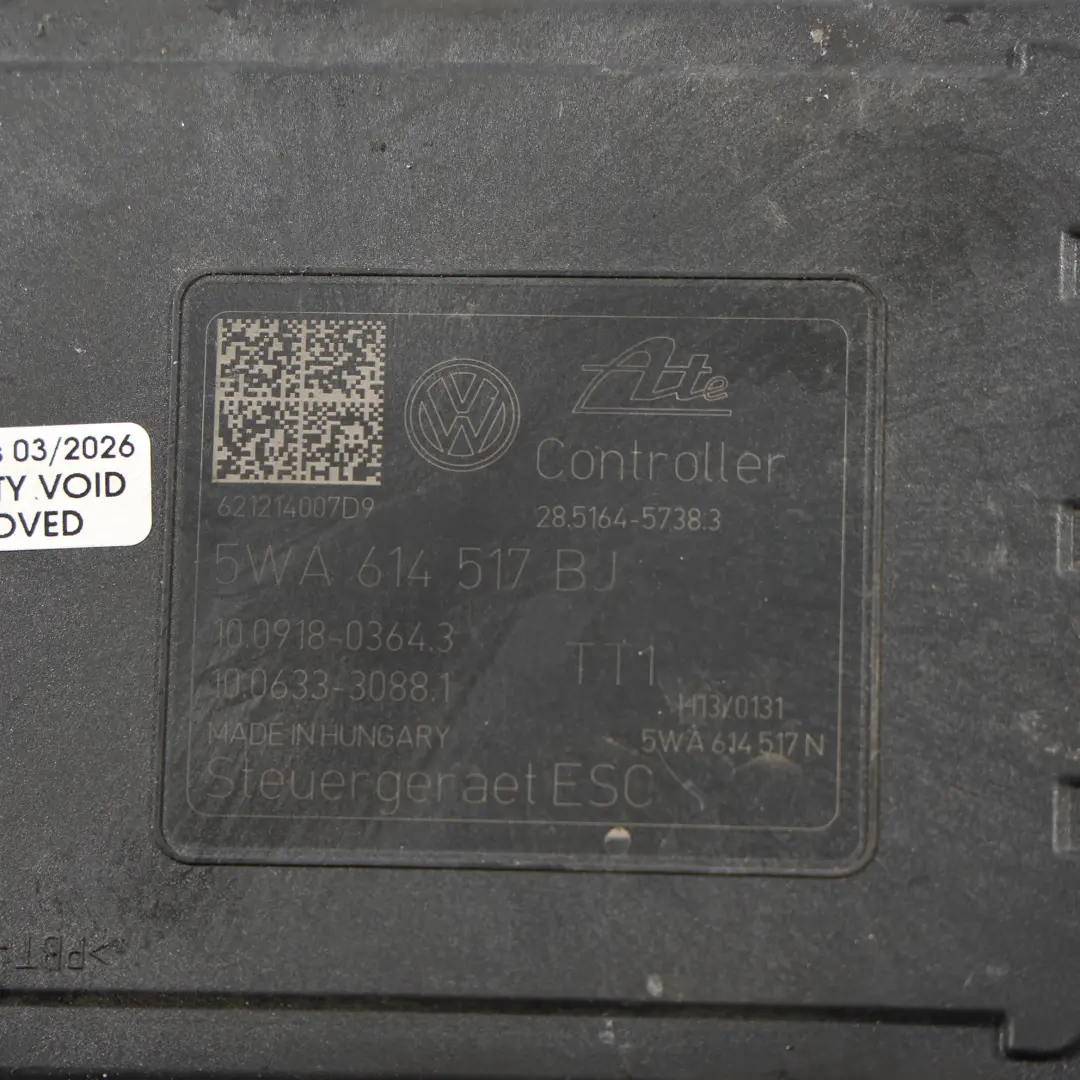 s 03/2026
TY VOID
OVED
Ate
Controller
621214007D9
28.5164-5738.3
5WA 614 517 BJ
10.0918-0364.3
TT1
10.0633-3088.1
H13/0131
MADE IN HUNGARY
5WA 614 517 N
Steuergeraet ESC
>PBT-